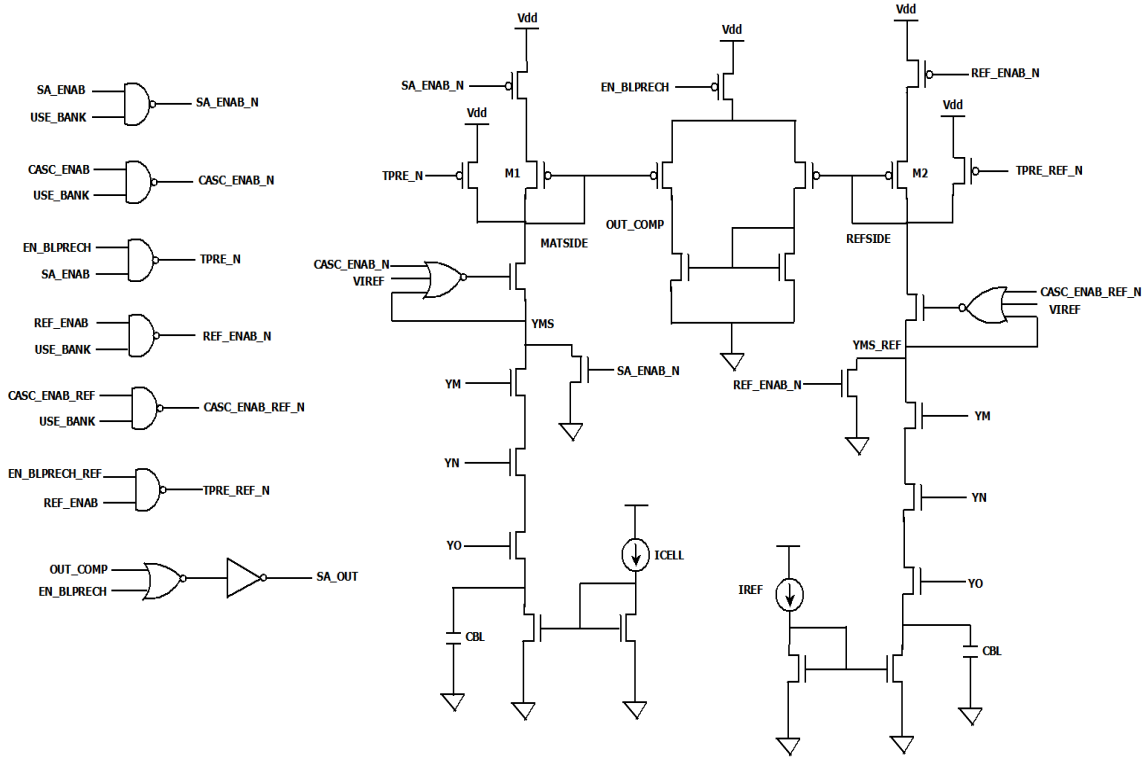 Vdd
Vdd
Vdd
SA_ENAB_N
EN_BLPRECH
REF_ENAB_N
SA_ENAB
USE_BANK
SA_ENAB_N
Vdd
Vdd
CASC_ENAB
USE_BANK
CASC_ENAB_N
TPRE_N
M1
M2
TPRE_REF_N
OUT_COMP
MATSIDE
REFSIDE
EN_BLPRECH
SA_ENAB
TPRE_N
CASC_ENAB_N
VIREF
CASC_ENAB_REF_N
VIREF
YMS
YMS_REF
REF_ENAB
USE_BANK
REF_ENAB_N
SA_ENAB_N
REF_ENAB_N
YM
YM
CASC_ENAB_REF
USE_BANK
CASC_ENAB_REF_N
YN
YN
EN_BLPRECH_REF
REF_ENAB
TPRE_REF_N
YO
ICELL
YO
OUT_COMP
EN_BLPRECH
SA_OUT
IREF
CBL
CBL